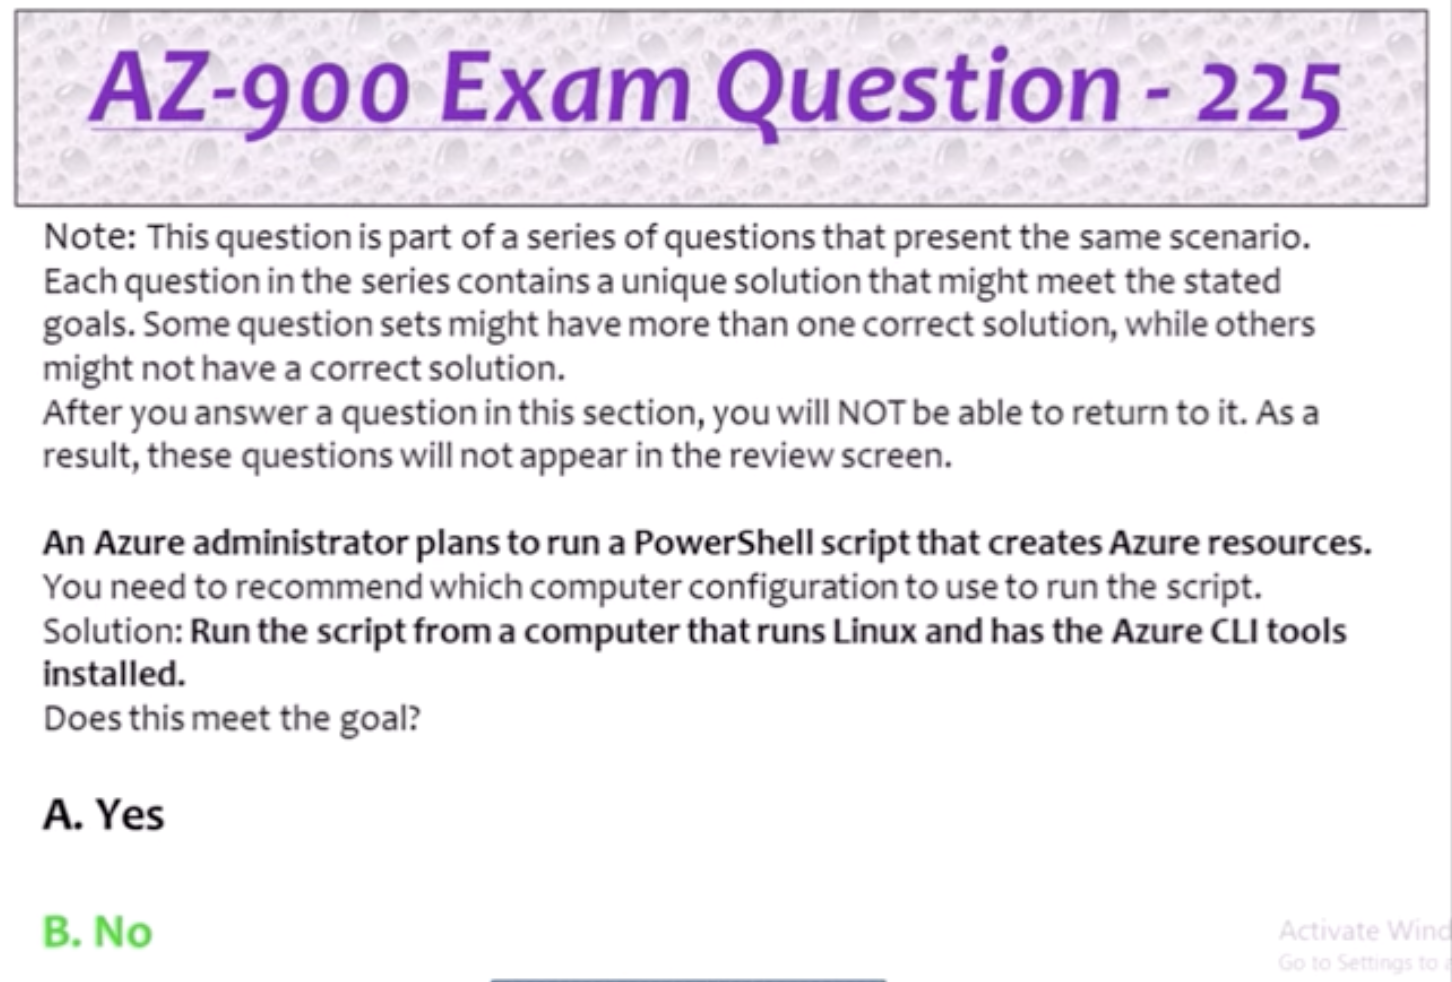 AZ-900 Exam Question - 225
Note: This question is part of a series of questions that present the same scenario.
Each question in the series contains a unique solution that might meet the stated
goals. Some question sets might have more than one correct solution, while others
might not have a correct solution.
After you answer a question in this section, you will NOT be able to return to it. As a
result, these questions will not appear in the review screen.
An Azure administrator plans to run a PowerShell script that creates Azure resources.
You need to recommend which computer configuration to use to run the script.
Solution: Run the script from a computer that runs Linux and has the Azure CLI tools
installed.
Does this meet the goal?
A. Yes
B. No
Activate Wind
Go to Settings to a